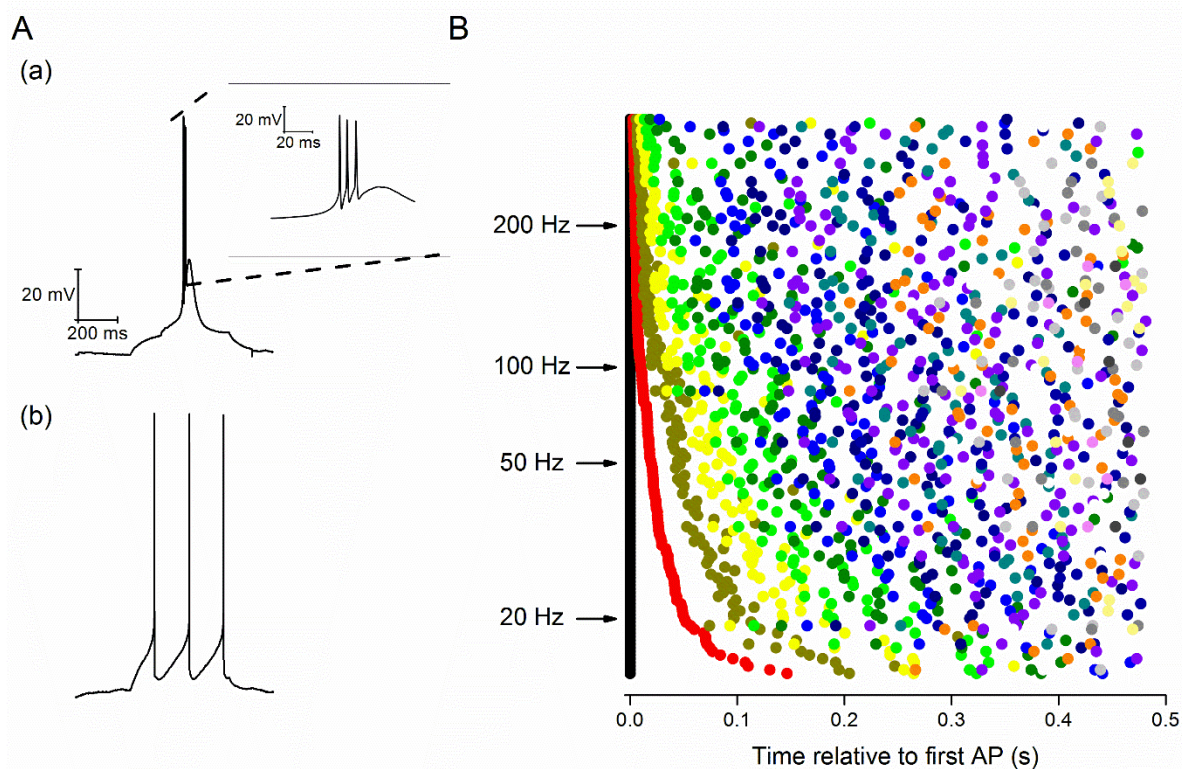 A
(a)
20 mV
20 ms
20 mV
200 ms
(b)
B
200 Hz
100 Hz
50 Hz
20 Hz
0.0 0.1 0.2 0.3 0.4 0.5
Time relative to first AP (s)